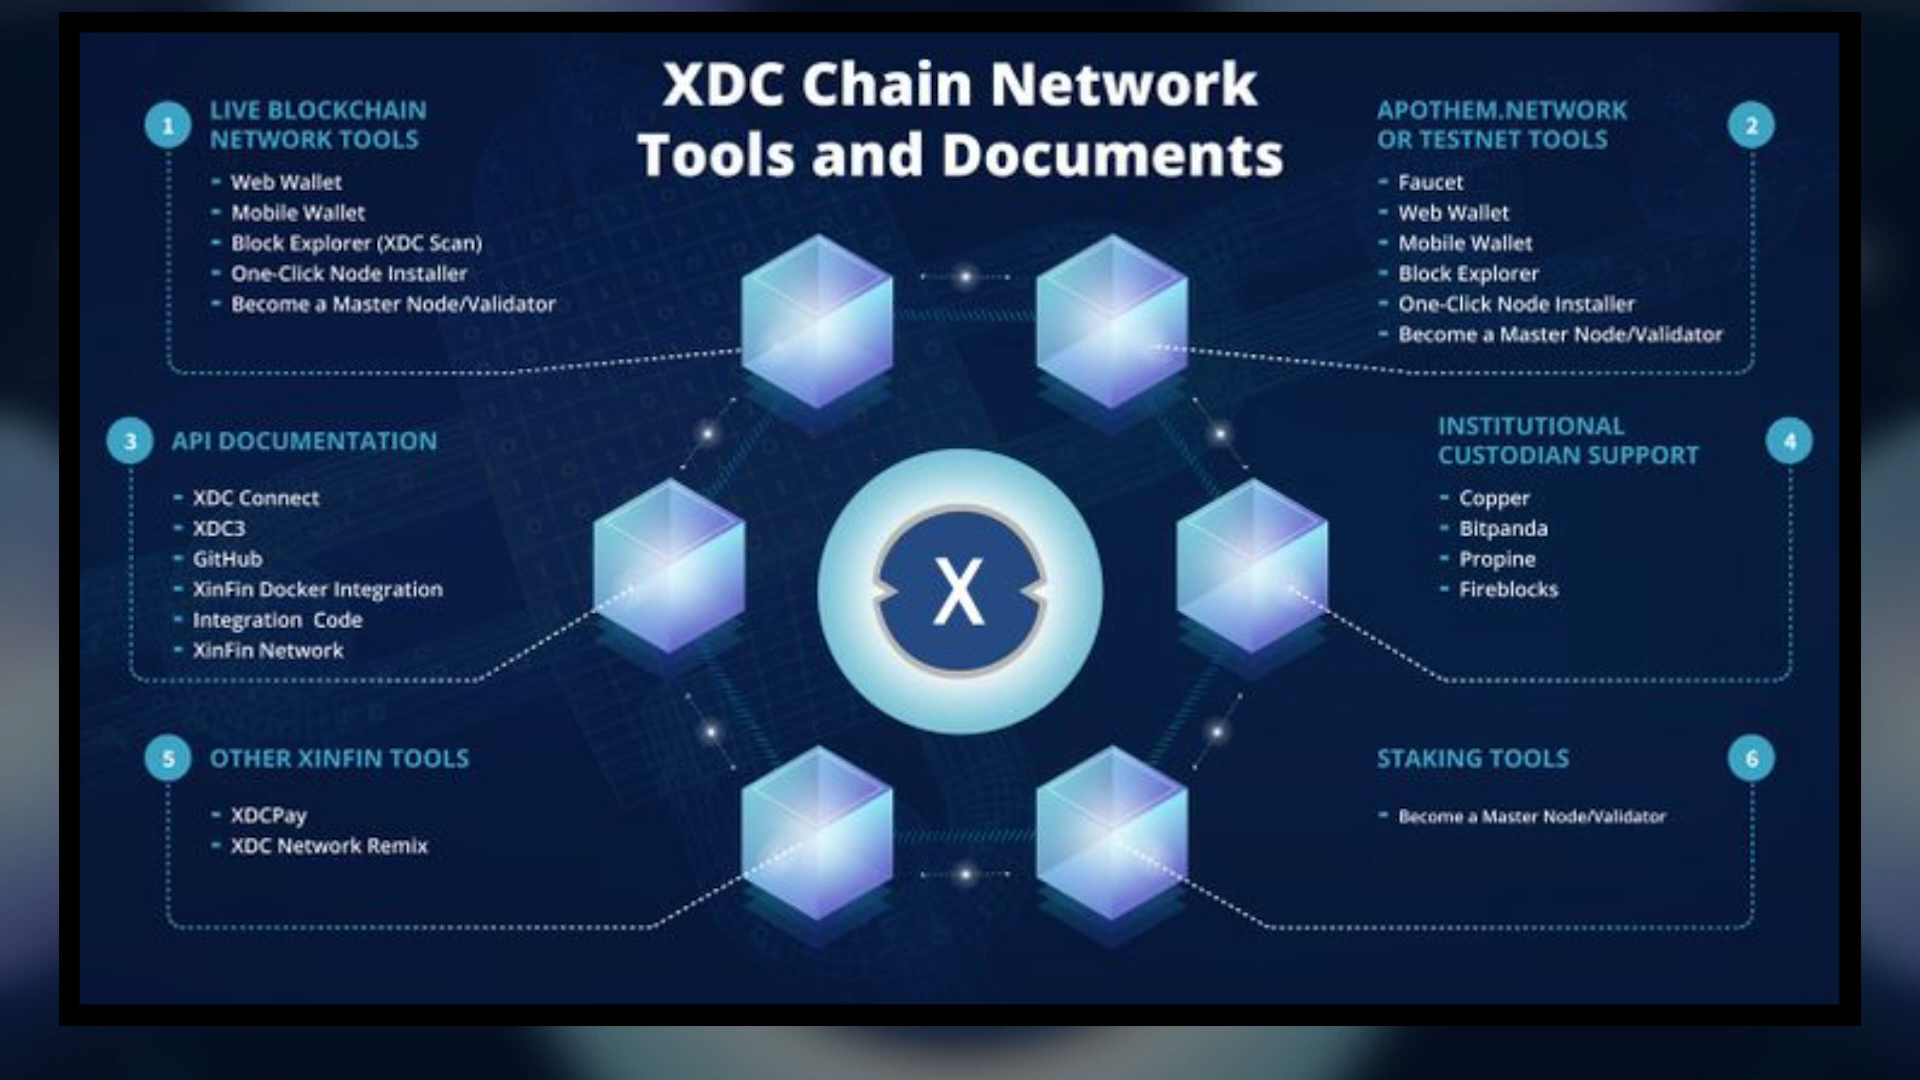 XDC Chain Network
Tools and Documents
1
LIVE BLOCKCHAIN
NETWORK TOOLS
- Web Wallet
- Mobile Wallet
- Block Explorer (XDC Scan)
- One-Click Node Installer
- Become a Master Node/Validator
2
APOTHEM.NETWORK
OR TESTNET TOOLS
- Faucet
- Web Wallet
- Mobile Wallet
- Block Explorer
- One-Click Node Installer
- Become a Master Node/Validator
3
API DOCUMENTATION
- XDC Connect
- XDC3
- GitHub
- XinFin Docker Integration
- Integration Code
- XinFin Network
4
INSTITUTIONAL
CUSTODIAN SUPPORT
- Copper
- Bitpanda
- Propine
- Fireblocks
X
5
OTHER XINFIN TOOLS
- XDCPay
- XDC Network Remix
6
STAKING TOOLS
- Become a Master Node/Validator